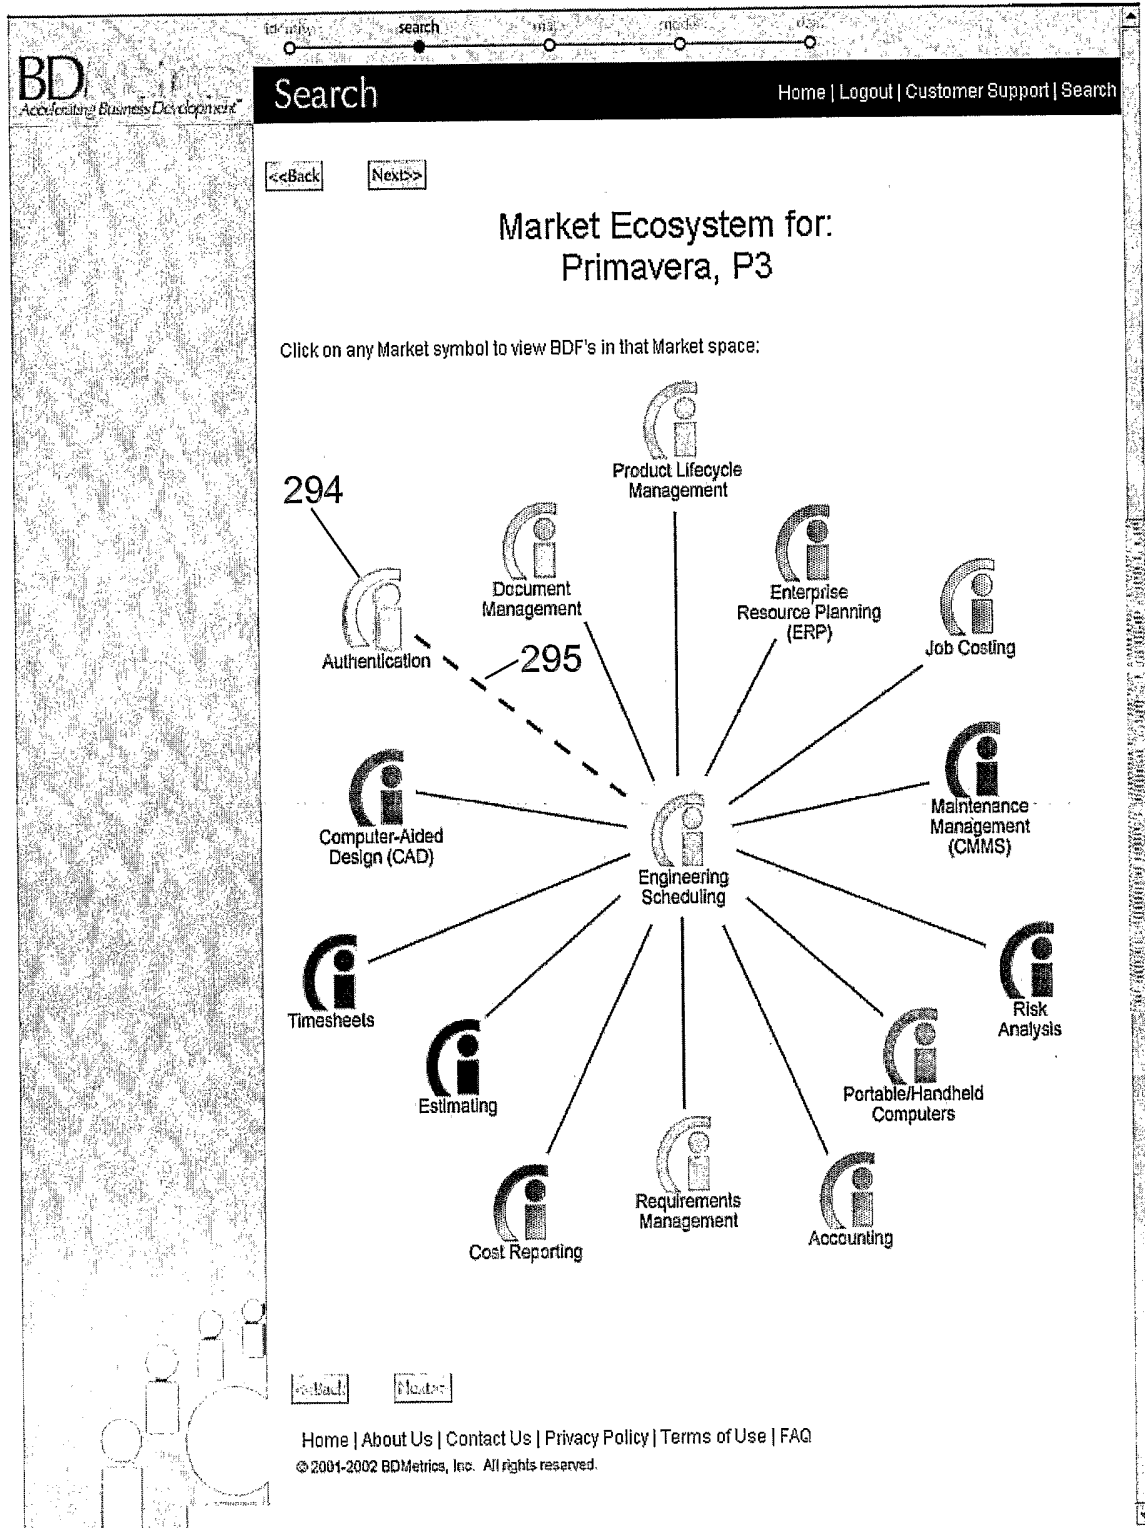 search
BD
Accelerating Business Development
Search
Home | Logout | Customer Support | Search
<<Back
Next>>
Market Ecosystem for:
Primavera, P3
Click on any Market symbol to view BDF's in that Market space:
Product Lifecycle
Management
294
Document
Management
Enterprise
Resource Planning
(ERP)
Job Costing
Authentication
295
Computer-Aided
Design (CAD)
Maintenance
Management
(CMMS)
Engineering
Scheduling
Timesheets
Risk
Analysis
Estimating
Portable/Handheld
Computers
Requirements
Management
Accounting
Cost Reporting
<<Back
Next>>
Home | About Us | Contact Us | Privacy Policy | Terms of Use | FAQ
© 2001-2002 BDMetrics, Inc. All rights reserved.